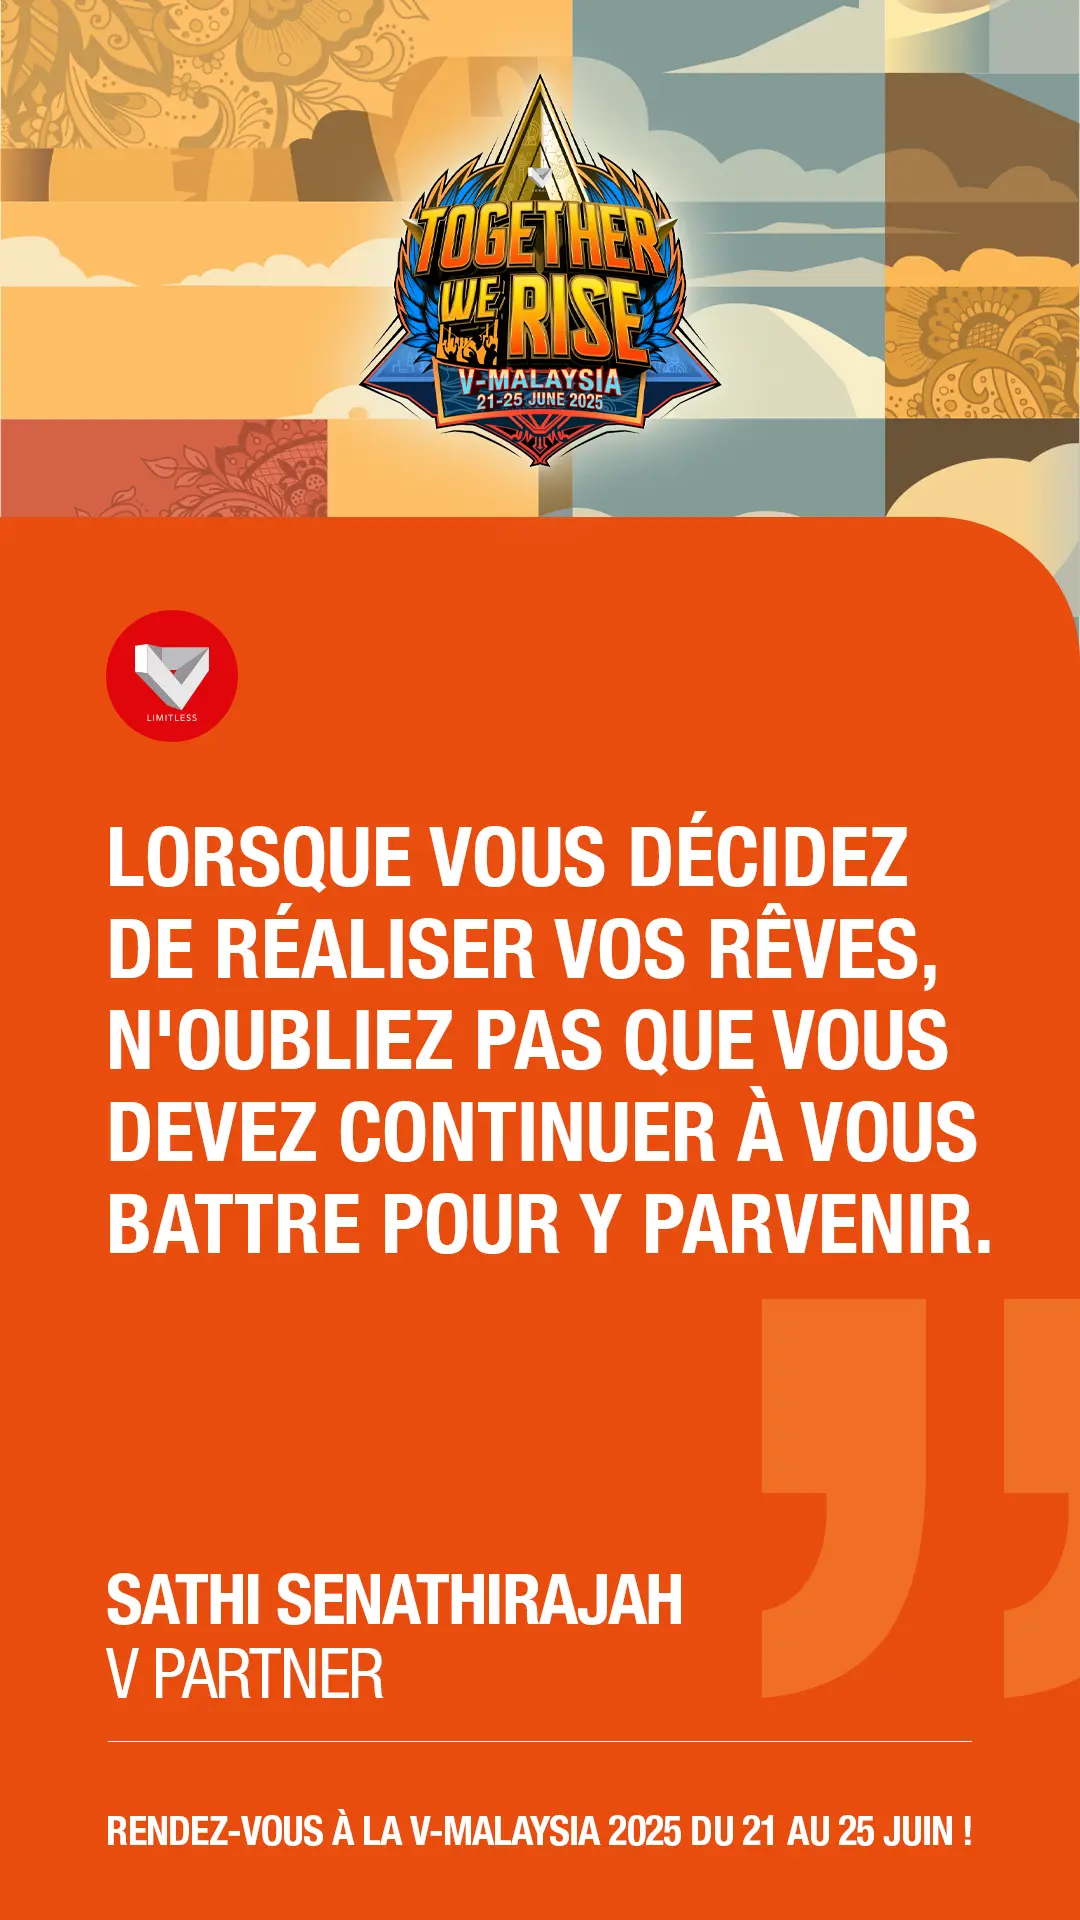 TOGETHER
WE RISE
V-MALAYSIA
21-25 JUNE 2025
LIMITLESS
LORSQUE VOUS DÉCIDEZ
DE RÉALISER VOS RÊVES,
N'OUBLIEZ PAS QUE VOUS
DEVEZ CONTINUER À VOUS
BATTRE POUR Y PARVENIR.
SATHI SENATHIRAJAH
V PARTNER
RENDEZ-VOUS À LA V-MALAYSIA 2025 DU 21 AU 25 JUIN !